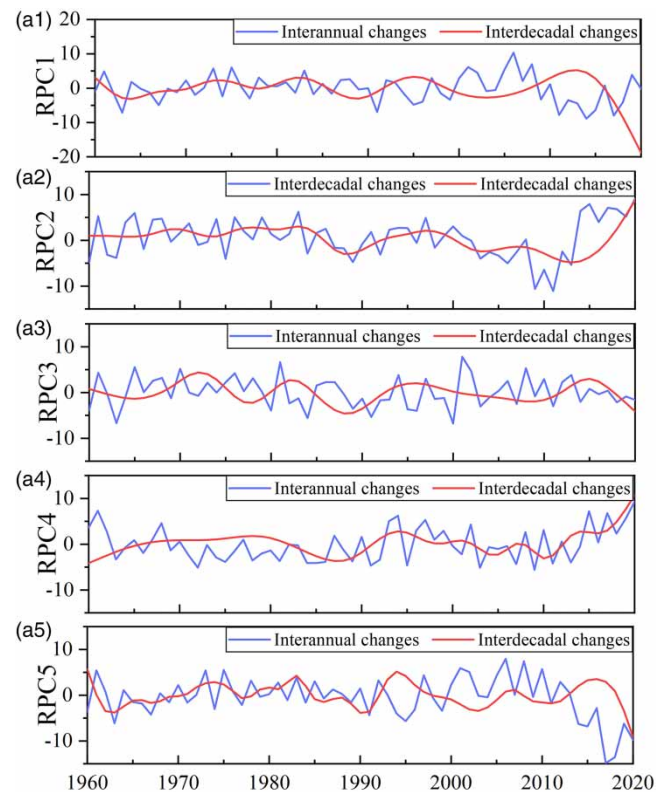 (a1)
20
10
0
-10
-20
RPC1
Interannual changes
Interdecadal changes
(a2)
10
0
-10
RPC2
Interdecadal changes
Interdecadal changes
(a3)
10
0
-10
RPC3
Interannual changes
Interdecadal changes
(a4)
10
0
-10
RPC4
Interannual changes
Interdecadal changes
(a5)
10
0
-10
RPC5
Interannual changes
Interdecadal changes
1960 1970 1980 1990 2000 2010 2020